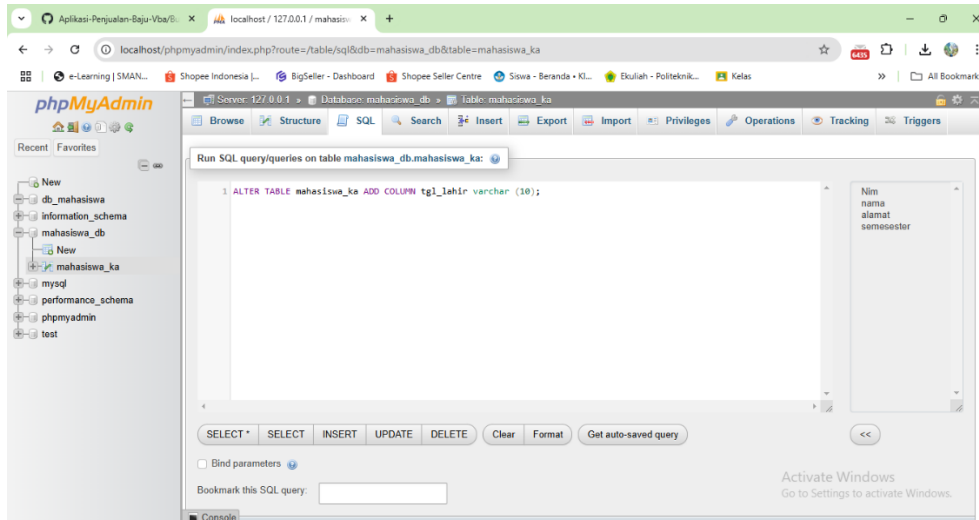 Aplikasi-Penjualan-Baju-Vba/Bu
localhost / 127.0.0.1 / mahasisw
localhost/phpmyadmin/index.php?route=/table/sql&db=mahasiswa_db&table=mahasiswa_ka
6435
e-Learning | SMAN...
Shopee Indonesia |...
BigSeller - Dashboard
Shopee Seller Centre
Siswa - Beranda • Kl...
Ekuliah - Politeknik...
Kelas
All Bookmark
phpMyAdmin
Recent Favorites
New
db_mahasiswa
information_schema
mahasiswa_db
New
mahasiswa_ka
mysql
performance_schema
phpmyadmin
test
Server: 127.0.0.1 » Database: mahasiswa_db » Table: mahasiswa_ka
Browse Structure SQL Search Insert Export Import Privileges Operations Tracking Triggers
Run SQL query/queries on table mahasiswa_db.mahasiswa_ka:
1 ALTER TABLE mahasiswa_ka ADD COLUMN tgl_lahir varchar (10);
Nim
nama
alamat
semesester
SELECT * SELECT INSERT UPDATE DELETE Clear Format Get auto-saved query <<
Bind parameters
Bookmark this SQL query:
Activate Windows
Go to Settings to activate Windows.
Console